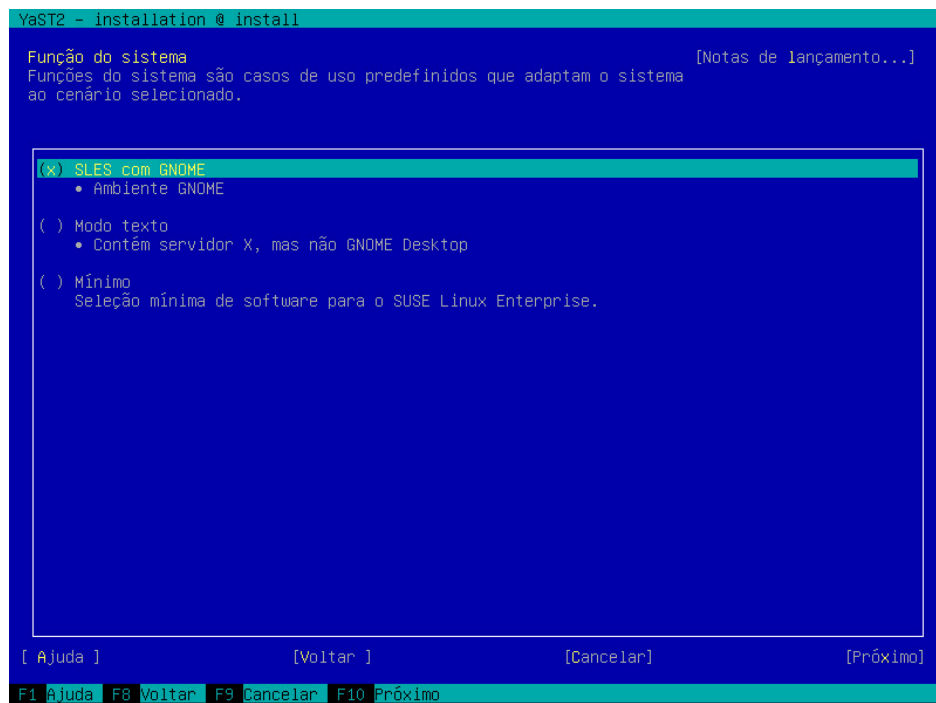 YaST2 - installation @ install
Função do sistema [Notas de lançamento...]
Funções do sistema são casos de uso predefinidos que adaptam o sistema
ao cenário selecionado.
(x) SLES com GNOME
• Ambiente GNOME
( ) Modo texto
• Contém servidor X, mas não GNOME Desktop
( ) Mínimo
Seleção mínima de software para o SUSE Linux Enterprise.
[ Ajuda ] [Voltar ] [Cancelar] [Próximo]
F1 Ajuda F8 Voltar F9 Cancelar F10 Próximo